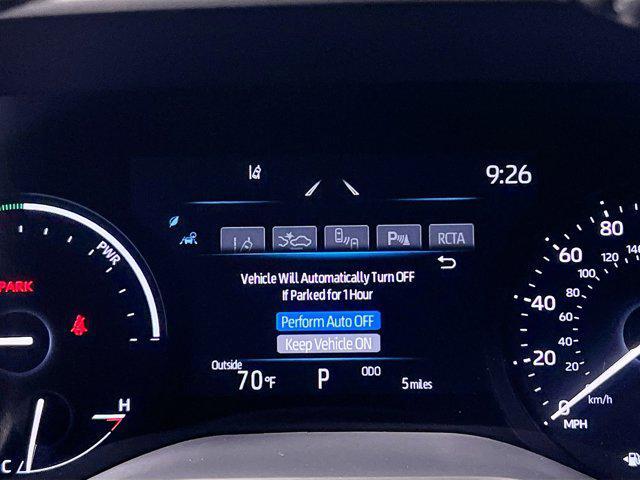 9:26
RCTA
Vehicle Will Automatically Turn OFF
If Parked for 1 Hour
Perform Auto OFF
Keep Vehicle ON
Outside
70°F
P
ODO
5 miles
PWR
PARK
H
C
80
60
40
20
0
MPH
140
120
100
80
60
40
20
km/h
P